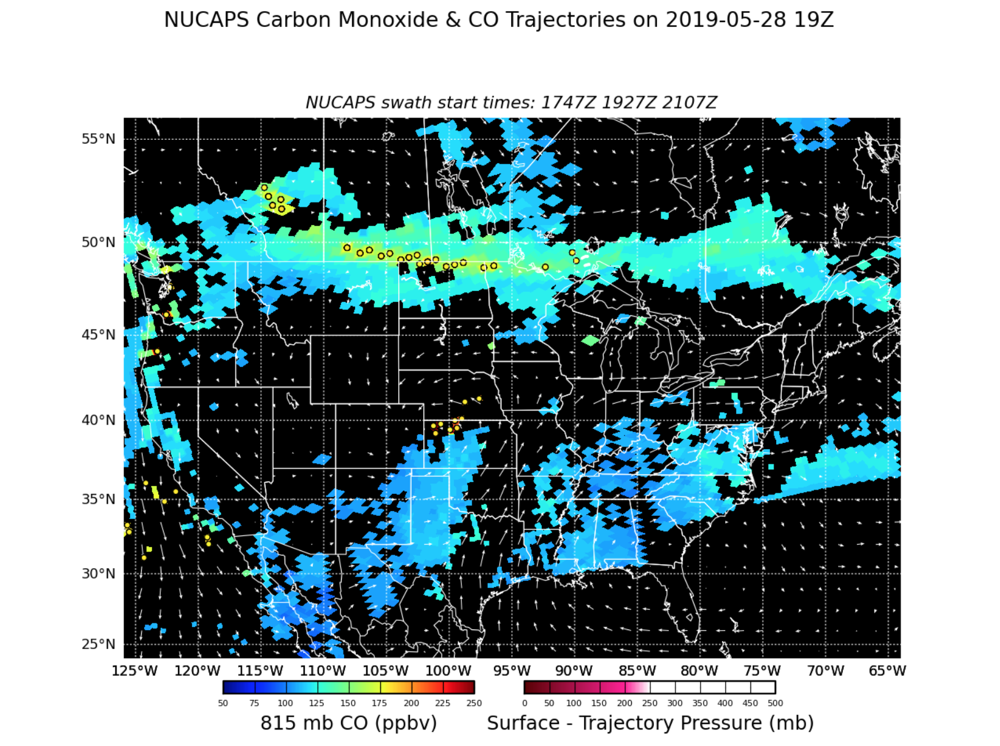 NUCAPS Carbon Monoxide & CO Trajectories on 2019-05-28 19Z
NUCAPS swath start times: 1747Z 1927Z 2107Z
55°N
50°N
45°N
40°N
35°N
30°N
25°N
125°W 120°W 115°W 110°W 105°W 100°W 95°W 90°W 85°W 80°W 75°W 70°W 65°W
50 75 100 125 150 175 200 225 250
0 50 100 150 200 250 300 350 400 450 500
815 mb CO (ppbv)
Surface - Trajectory Pressure (mb)